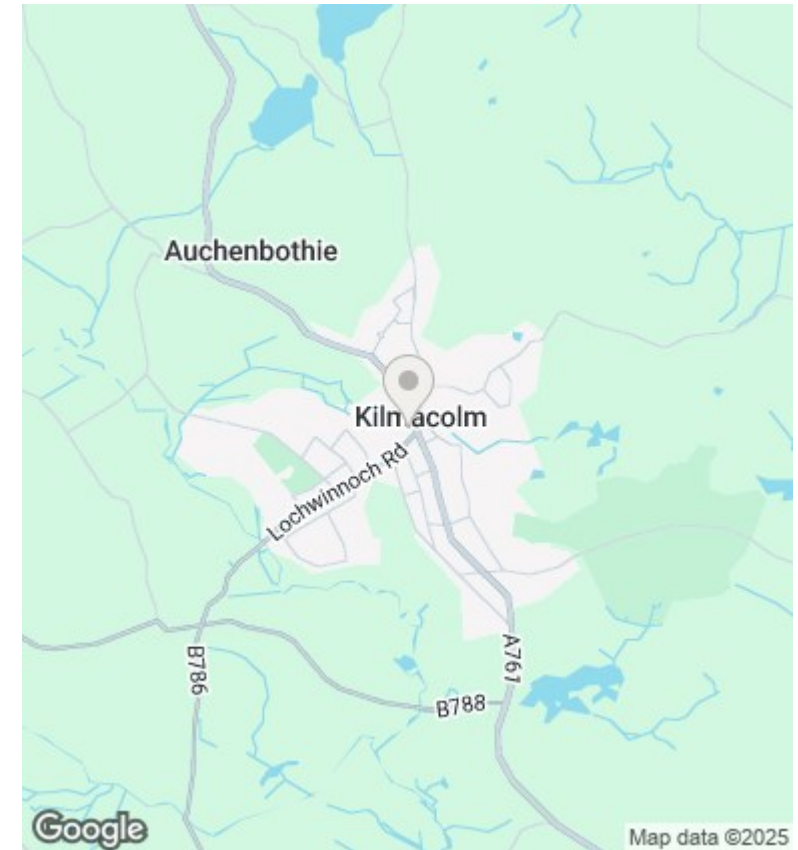 Auchenbothie
Kilmacolm
Lochwinnoch Rd
B786
A761
B788
Google
Map data ©2025